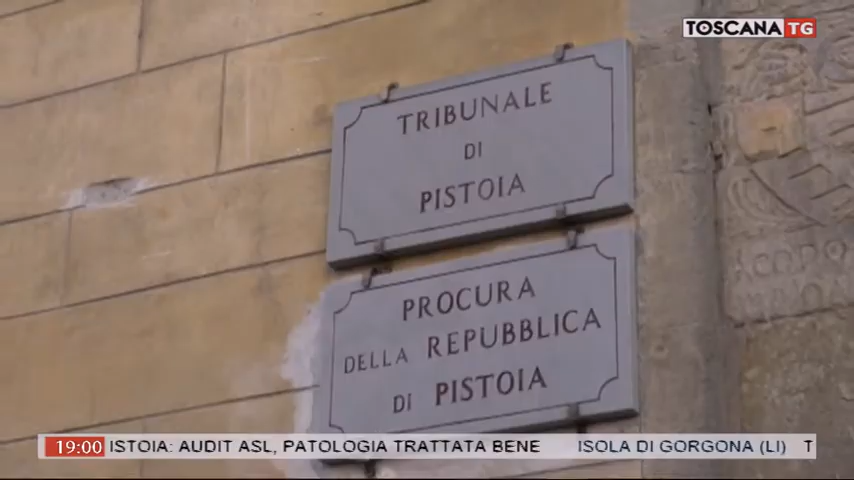 TOSCANA TG
TRIBUNALE
DI
PISTOIA
PROCURA
DELLA REPUBBLICA
DI PISTOIA
19:00 ISTOIA: AUDIT ASL, PATOLOGIA TRATTATA BENE ISOLA DI GORGONA (LI) T